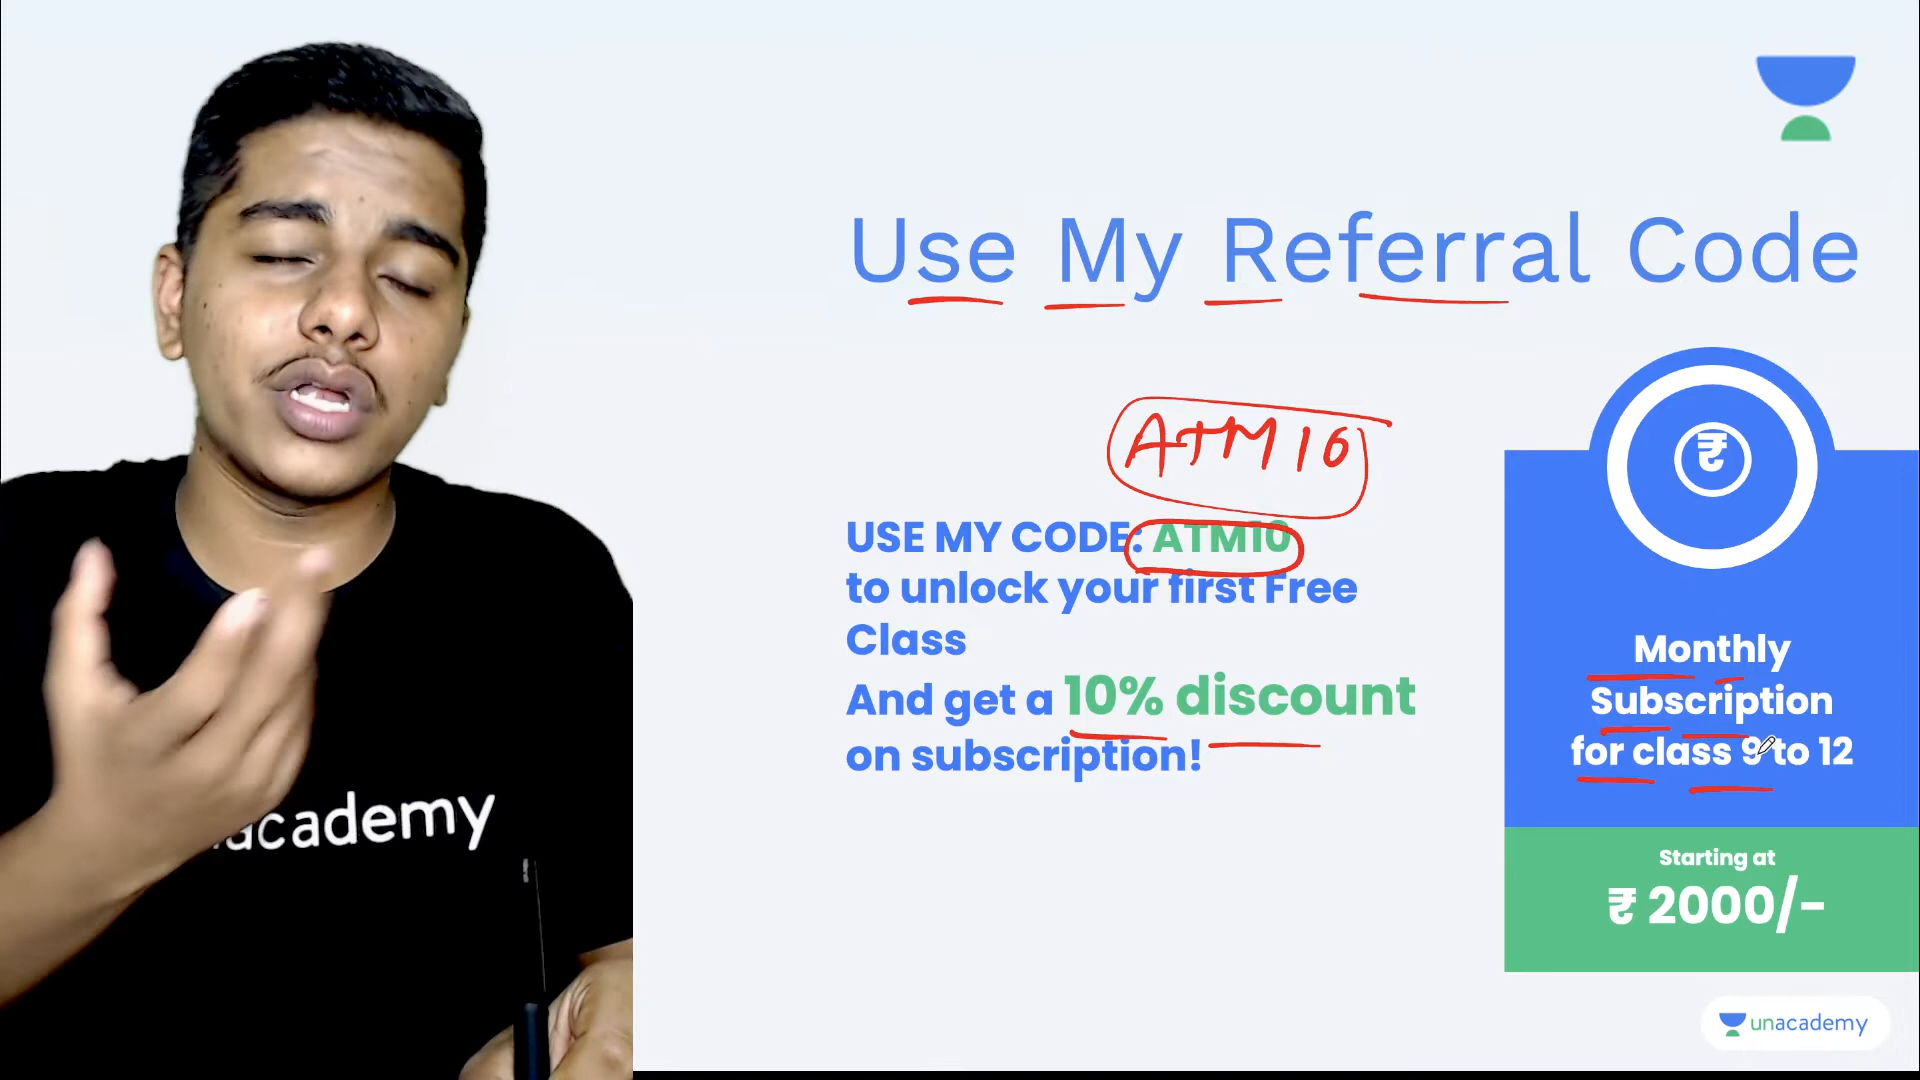 Use My Referral Code
ATM10
USE MY CODE: ATM10
to unlock your first Free
Class
And get a 10% discount
on subscription!
₹
Monthly
Subscription
for class 9 to 12
Starting at
₹ 2000/-
unacademy
unacademy